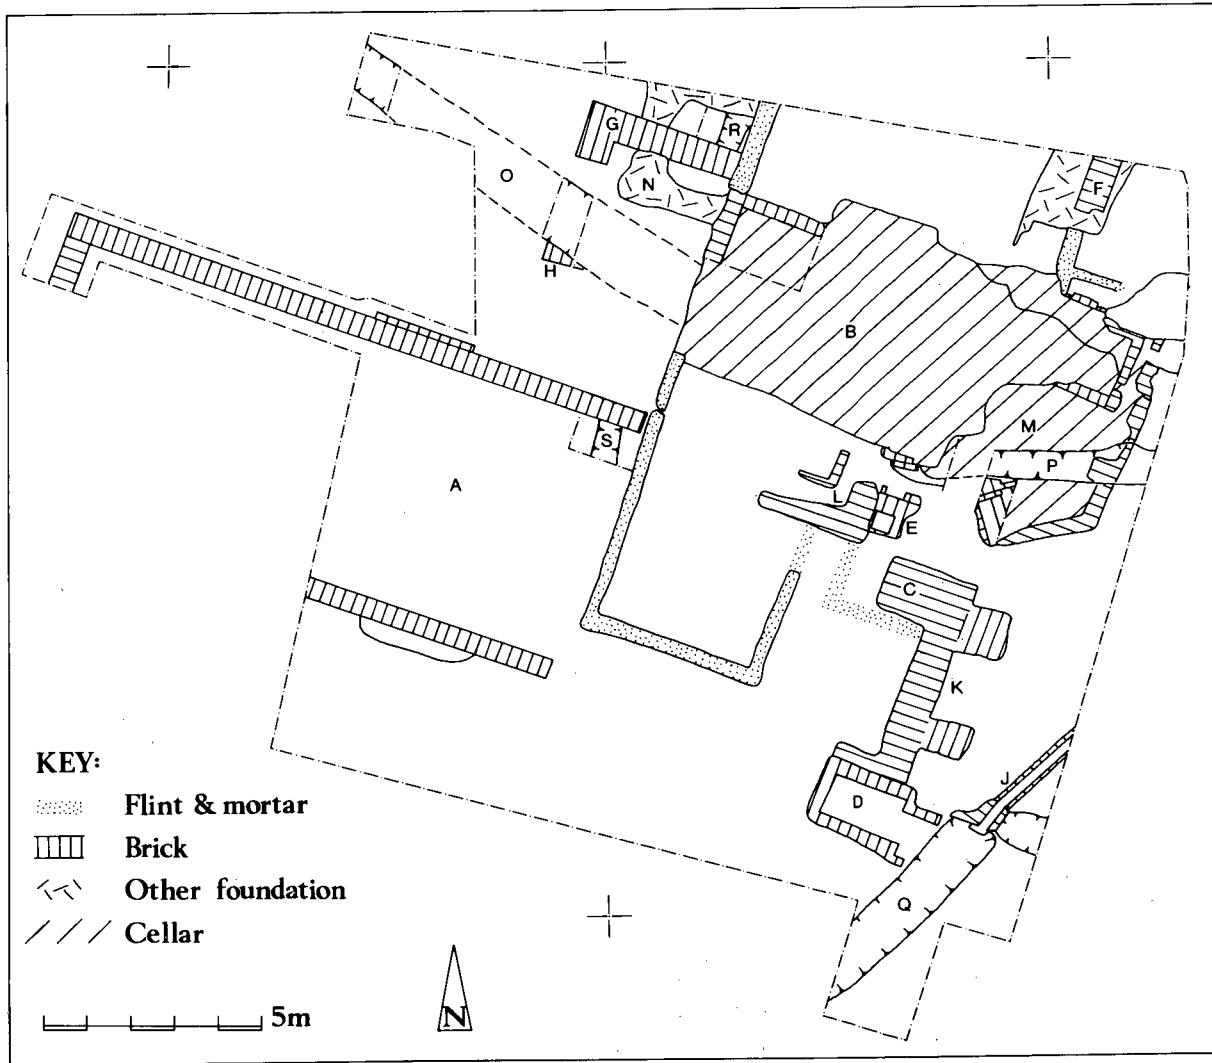 G
R
F
O
N
H
B
S
M
P
A
L
E
C
K
J
D
Q
KEY:
Flint & mortar
Brick
Other foundation
Cellar
5m
N